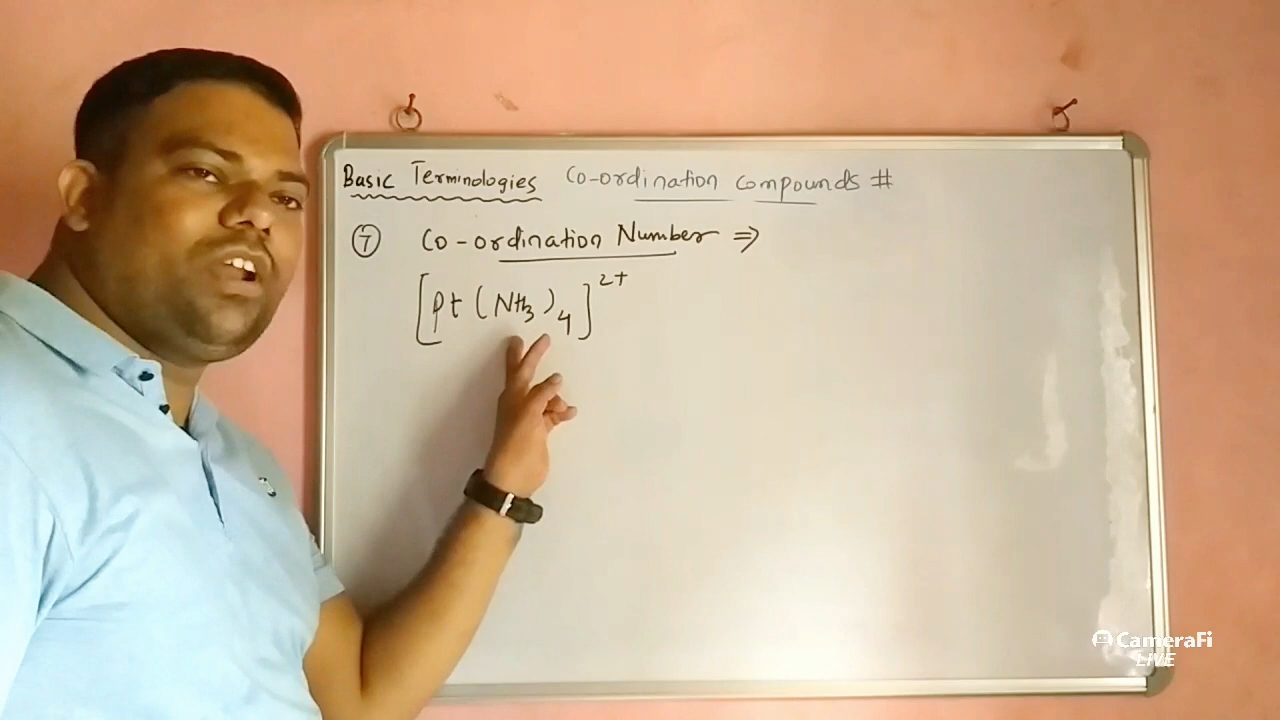 Basic Terminologies Co-ordination compounds #
⑦ Co-ordination Number ⇒
[Pt(NH₃)₄]²⁺
CameraFi
LIVE